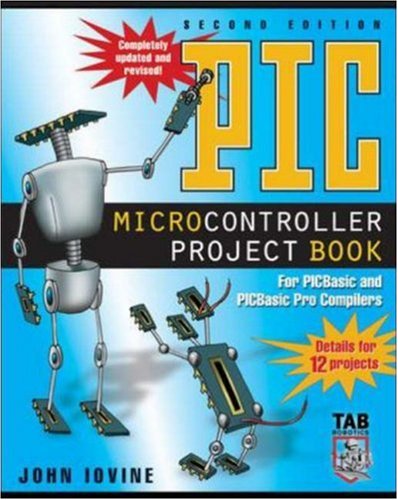 SECOND EDITION
Completely
updated and
revised!
PIC
MICROCONTROLLER
PROJECT BOOK
For PICBasic and
PICBasic Pro Compilers
Details for
12 projects
TAB
ROBOTICS
JOHN IOVINE